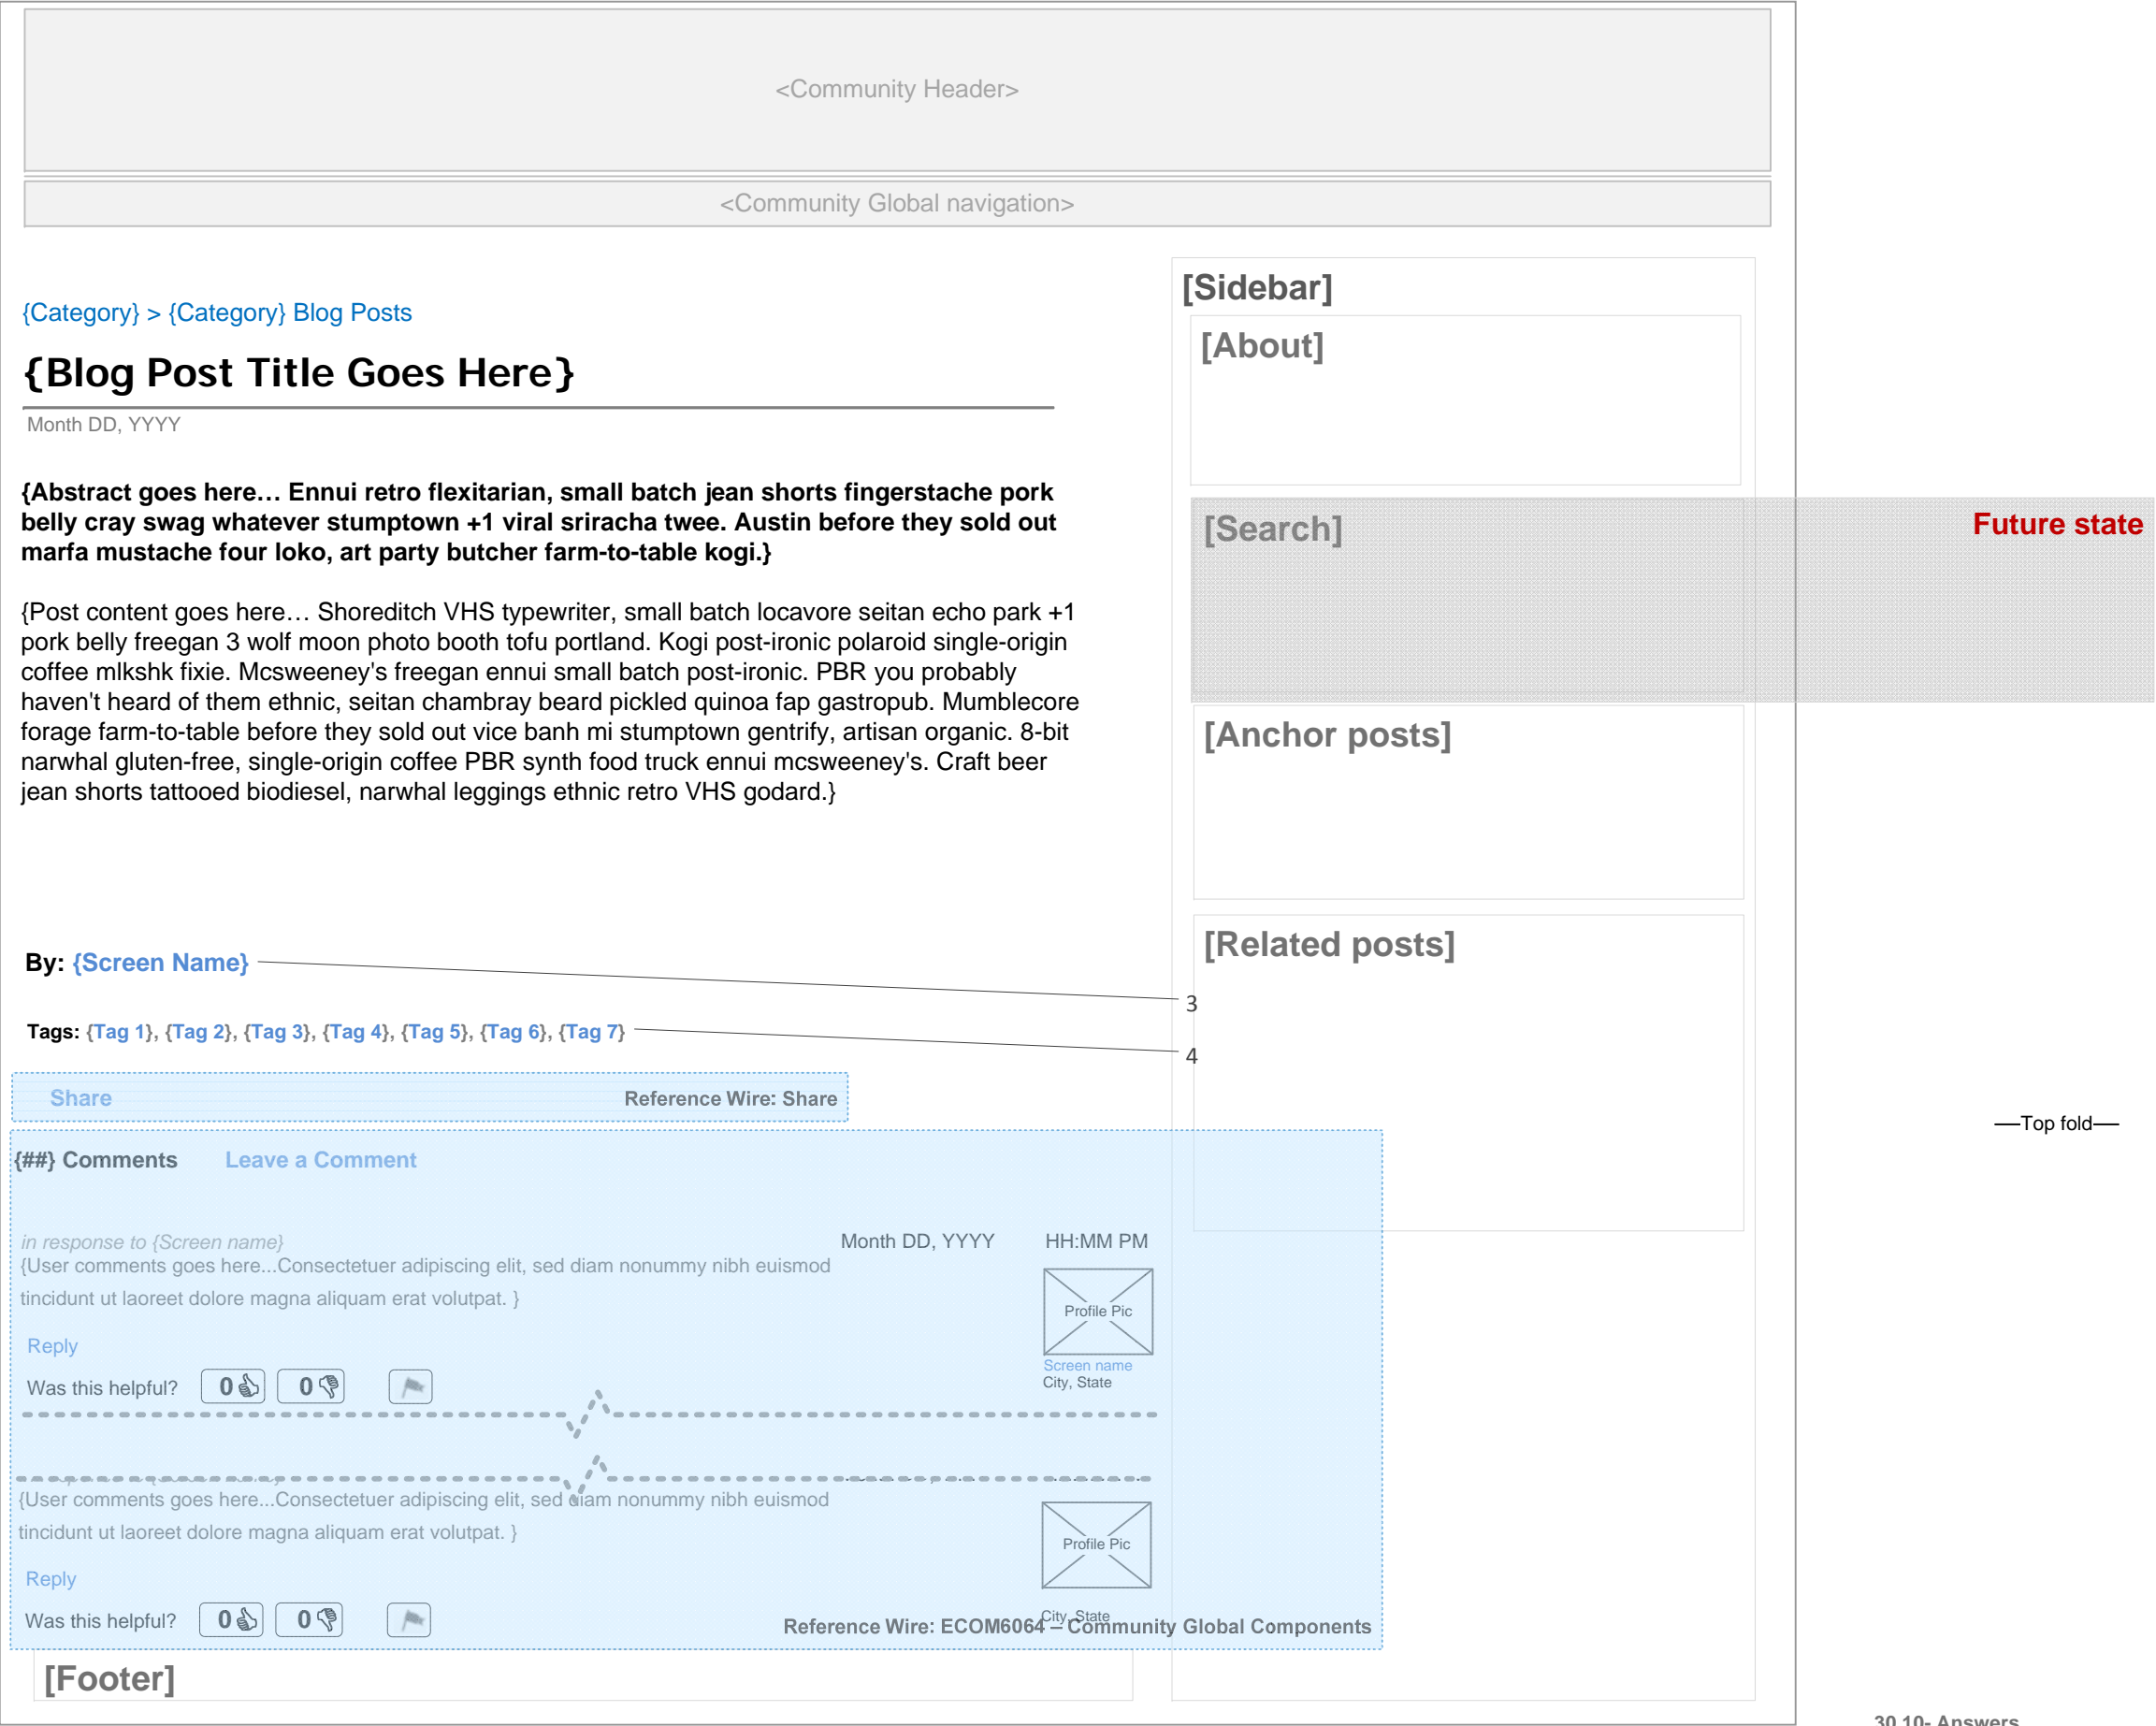 <Community Header>
<Community Global navigation>
{Category} > {Category} Blog Posts
{Blog Post Title Goes Here}
Month DD, YYYY
{Abstract goes here… Ennui retro flexitarian, small batch jean shorts fingerstache pork
belly cray swag whatever stumptown +1 viral sriracha twee. Austin before they sold out
marfa mustache four loko, art party butcher farm-to-table kogi.}
{Post content goes here… Shoreditch VHS typewriter, small batch locavore seitan echo park +1
pork belly freegan 3 wolf moon photo booth tofu portland. Kogi post-ironic polaroid single-origin
coffee mlkshk fixie. Mcsweeney's freegan ennui small batch post-ironic. PBR you probably
haven't heard of them ethnic, seitan chambray beard pickled quinoa fap gastropub. Mumblecore
forage farm-to-table before they sold out vice banh mi stumptown gentrify, artisan organic. 8-bit
narwhal gluten-free, single-origin coffee PBR synth food truck ennui mcsweeney's. Craft beer
jean shorts tattooed biodiesel, narwhal leggings ethnic retro VHS godard.}
By: {Screen Name}
3
Tags: {Tag 1}, {Tag 2}, {Tag 3}, {Tag 4}, {Tag 5}, {Tag 6}, {Tag 7}
4
Share
Reference Wire: Share
{##} Comments Leave a Comment
in response to {Screen name}
Month DD, YYYY HH:MM PM
{User comments goes here...Consectetuer adipiscing elit, sed diam nonummy nibh euismod
tincidunt ut laoreet dolore magna aliquam erat volutpat. }
Profile Pic
Screen name
City, State
Reply
Was this helpful? 0 0
{User comments goes here...Consectetuer adipiscing elit, sed diam nonummy nibh euismod
tincidunt ut laoreet dolore magna aliquam erat volutpat. }
Profile Pic
City, State
Reply
Was this helpful? 0 0
Reference Wire: ECOM6064 – Community Global Components
[Footer]
[Sidebar]
[About]
[Search]
Future state
[Anchor posts]
[Related posts]
—Top fold—
30.10- Answers